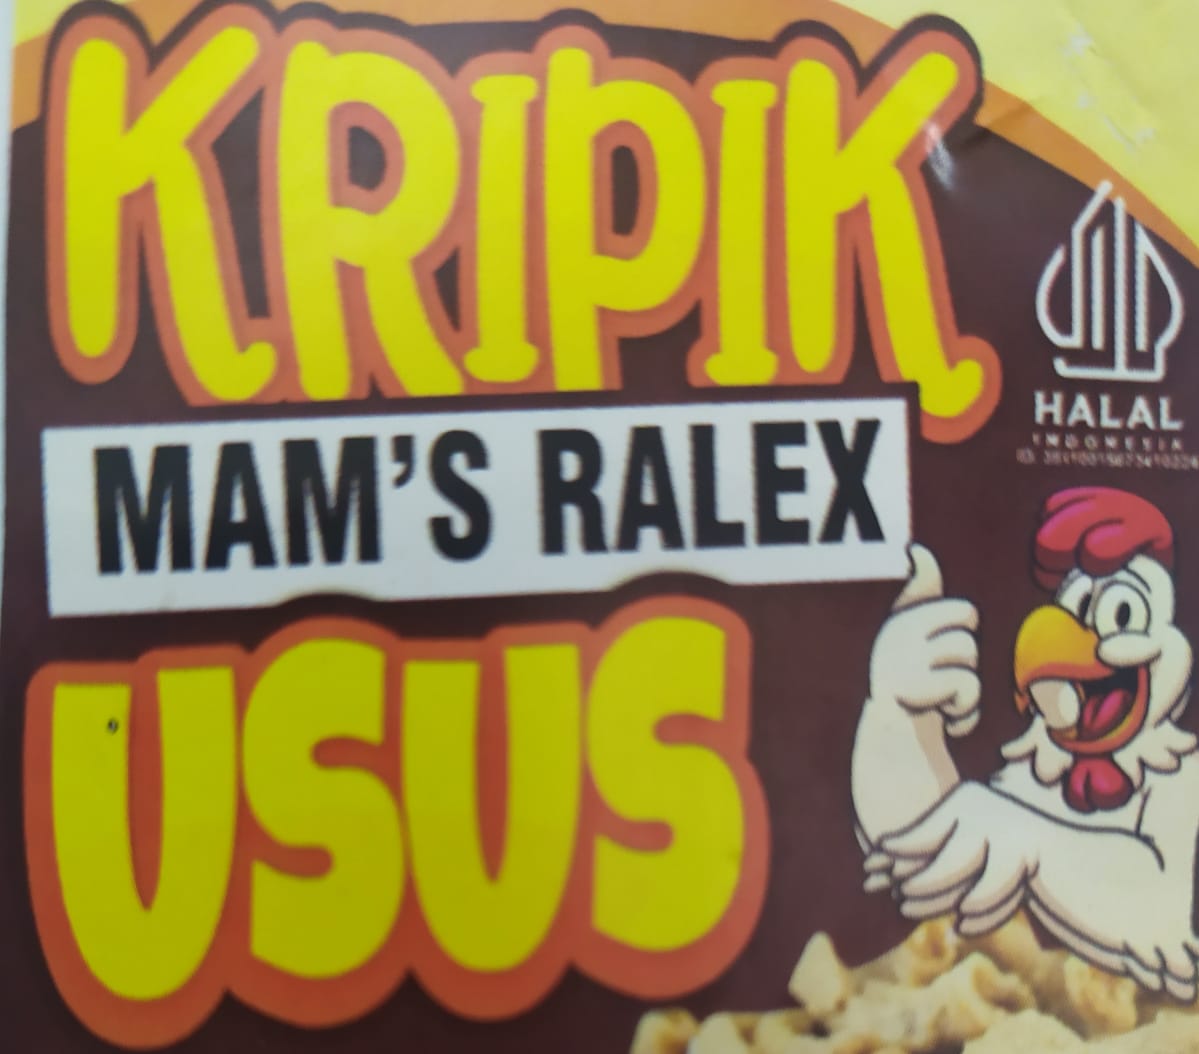 KRIPIK
MAM'S RALEX
USUS
HALAL
INDONESIA